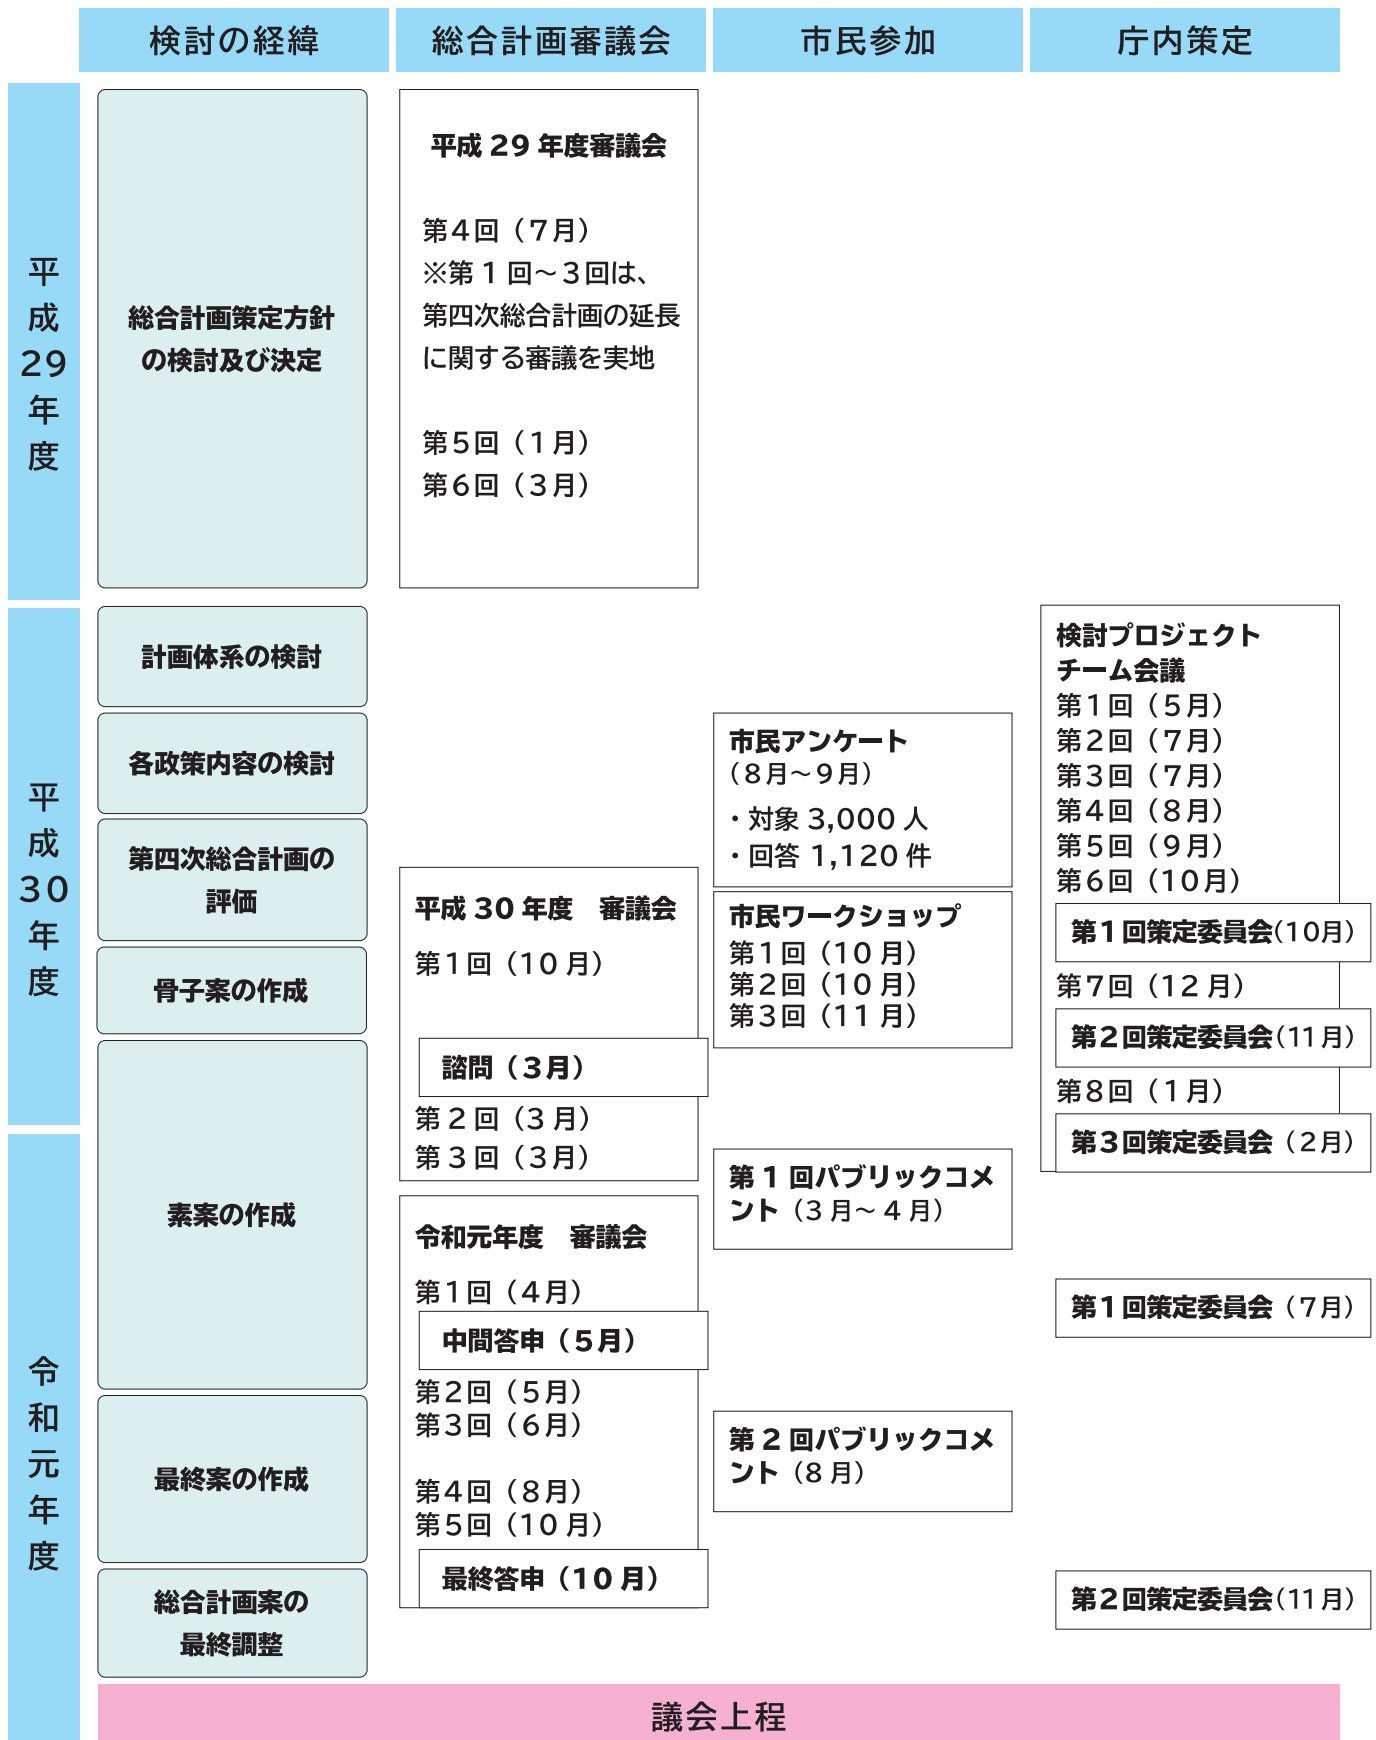 検討の経緯
総合計画審議会
市民参加
庁内策定
平成29年度
総合計画策定方針
の検討及び決定
平成 29 年度審議会
第4回（7月）
※第 1 回～3回は、
第四次総合計画の延長
に関する審議を実地
第5回（1月）
第6回（3月）
平成30年度
計画体系の検討
各政策内容の検討
第四次総合計画の
評価
骨子案の作成
素案の作成
平成 30 年度　審議会
第1回（10 月）
諮問（3月）
第 2 回（3 月）
第 3 回（3月）
市民アンケート
（8月～9月）
・対象 3,000 人
・回答 1,120 件
市民ワークショップ
第1回（10 月）
第2回（10 月）
第3回（11 月）
第 1 回パブリックコメ
ント（3 月～ 4 月）
検討プロジェクト
チーム会議
第1回（5月）
第2回（7月）
第3回（7月）
第4回（8月）
第5回（9月）
第6回（10月）
第1回策定委員会（10月）
第7回（12 月）
第2回策定委員会（11月）
第8回（1月）
第3回策定委員会（2月）
令和元年度
令和元年度　審議会
第1回（4月）
中間答申（5月）
第2回（5月）
第3回（6月）
第4回（8月）
第5回（10 月）
最終答申（10 月）
第 2 回パブリックコメ
ント（8 月）
第1回策定委員会（7月）
第2回策定委員会（11月）
最終案の作成
総合計画案の
最終調整
議会上程